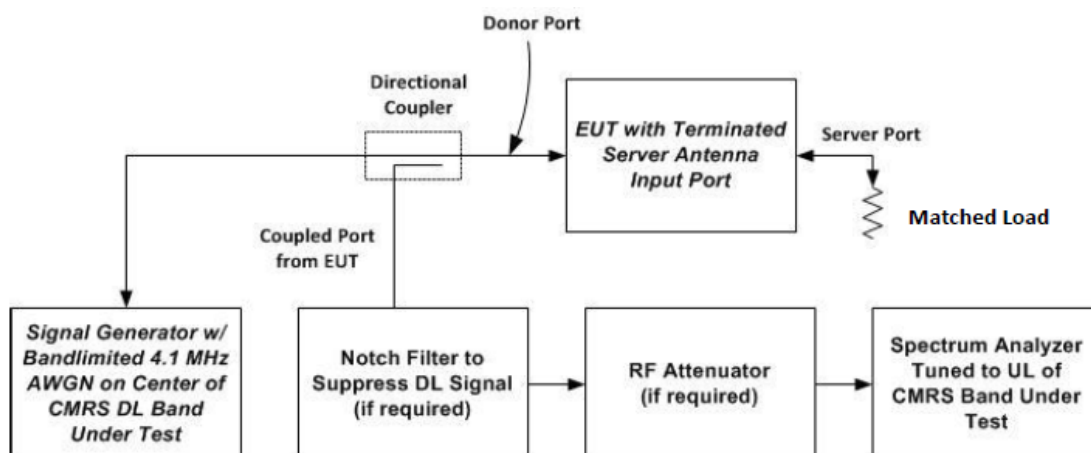 Donor Port
Directional
Coupler
EUT with Terminated
Server Antenna
Input Port
Server Port
Matched Load
Coupled Port
from EUT
Signal Generator w/
Bandlimited 4.1 MHz
AWGN on Center of
CMRS DL Band
Under Test
Notch Filter to
Suppress DL Signal
(if required)
RF Attenuator
(if required)
Spectrum Analyzer
Tuned to UL of
CMRS Band Under
Test